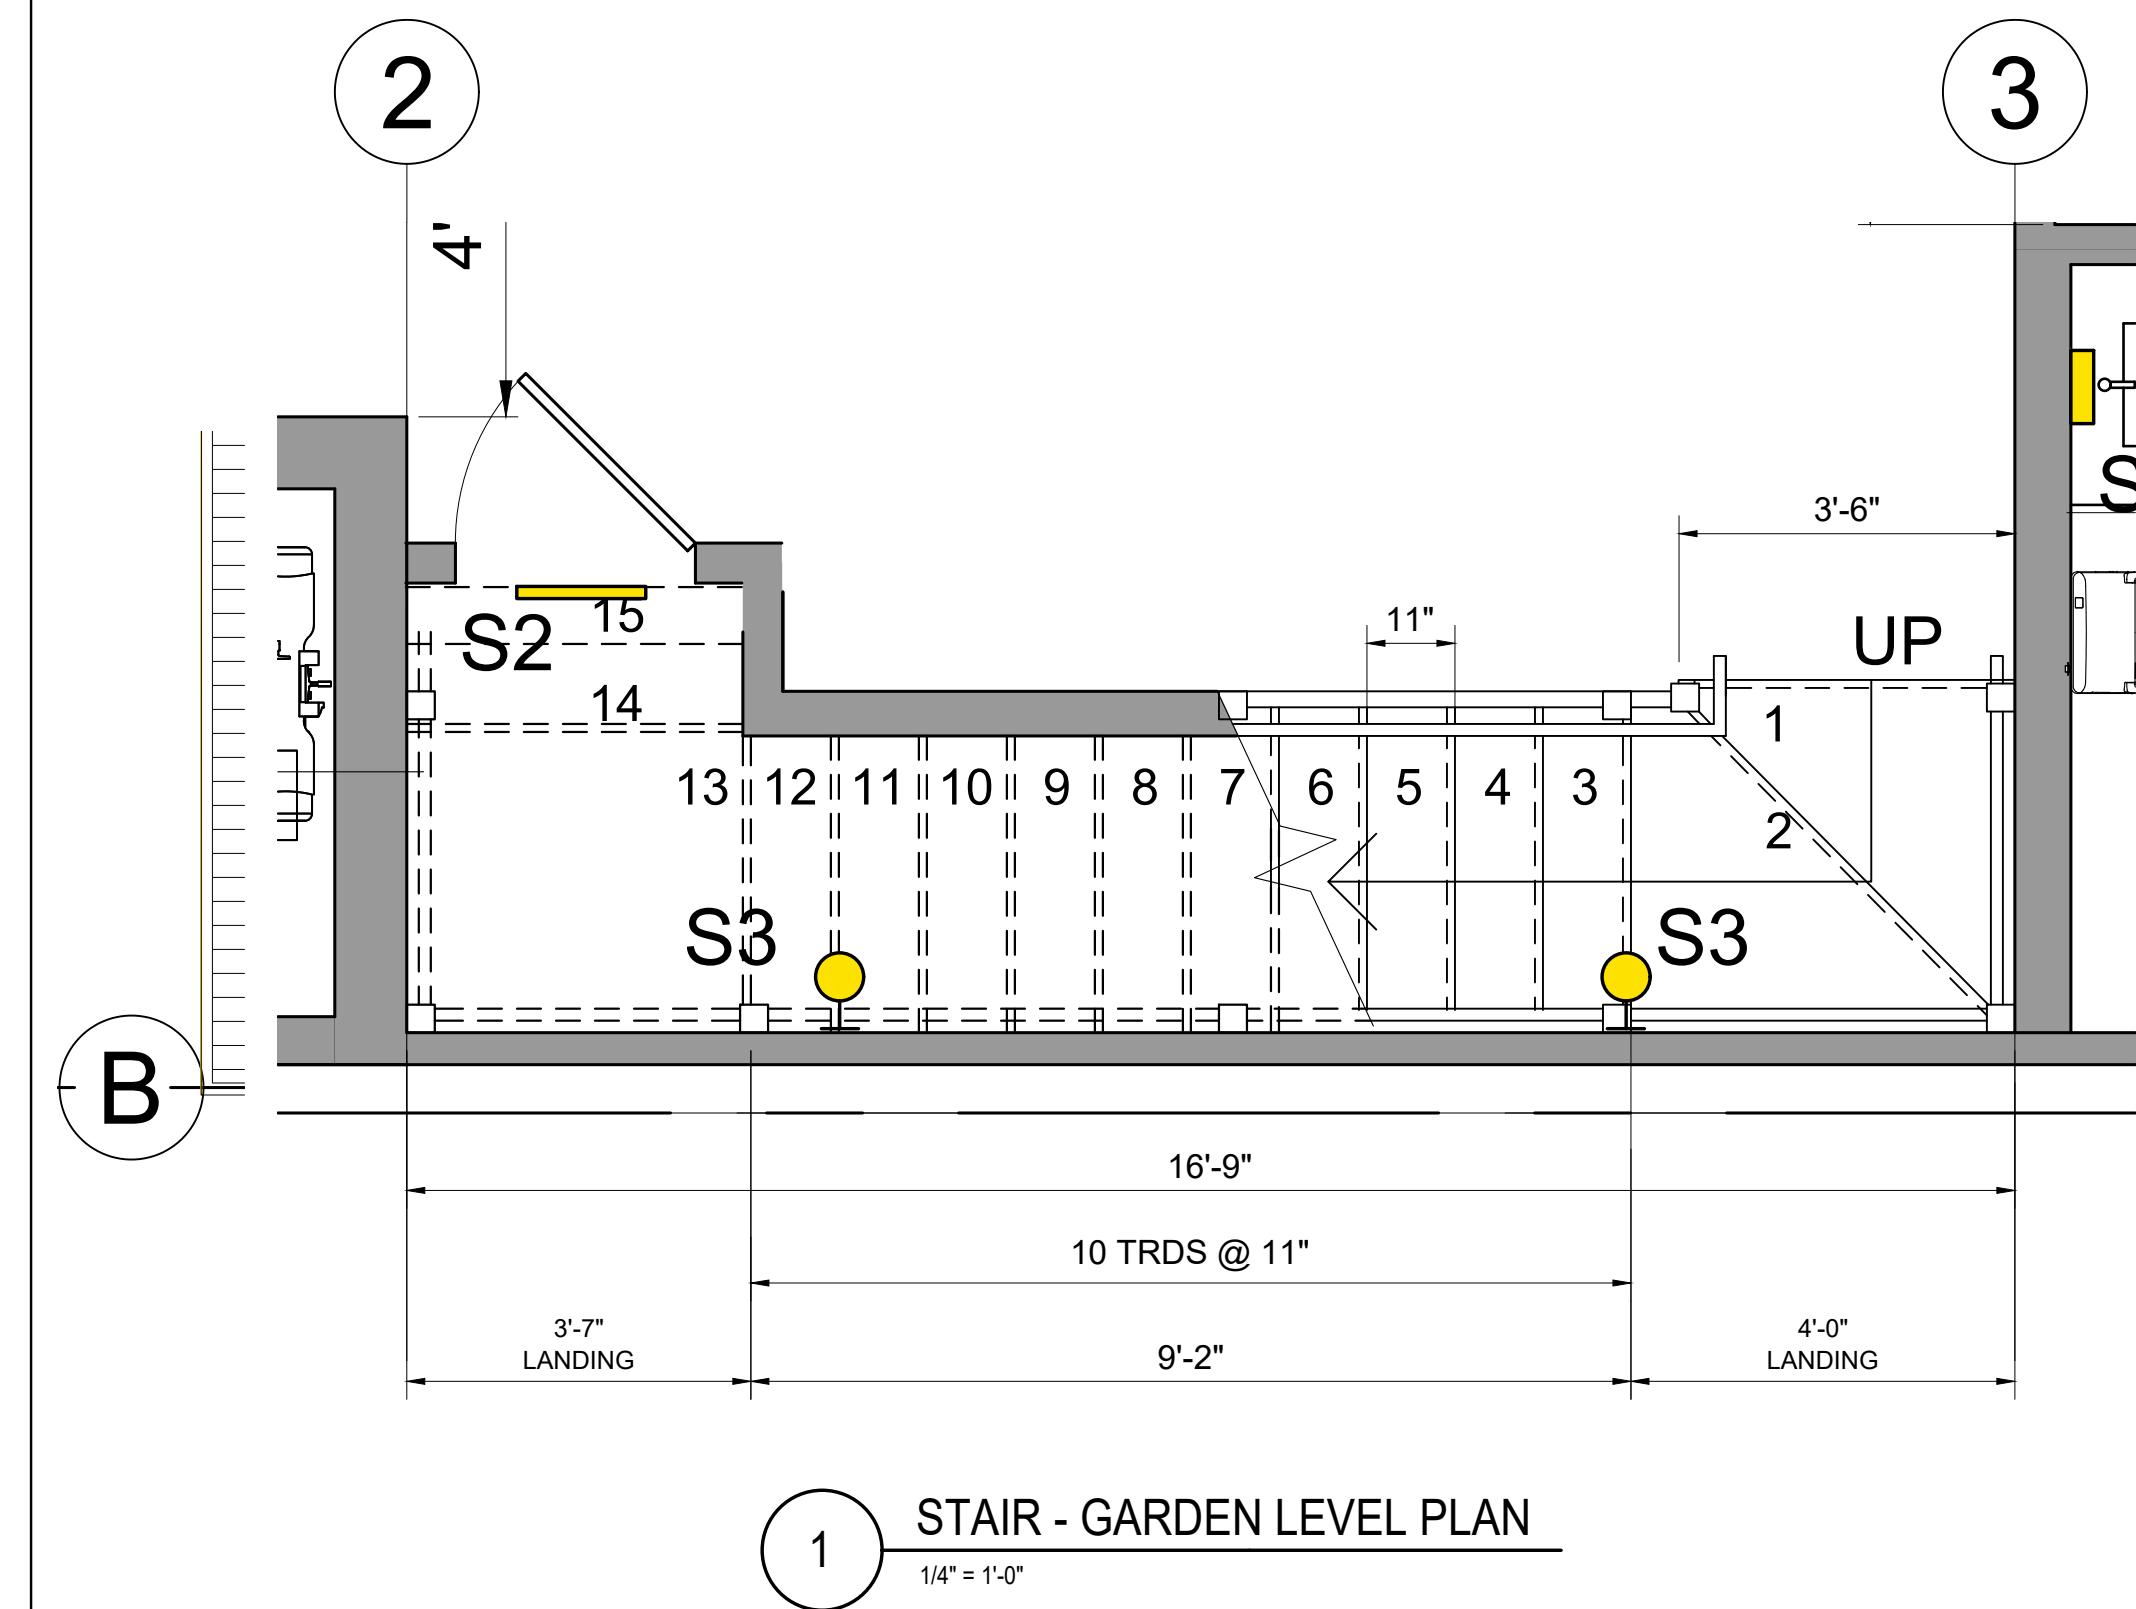 2
3
4'
3'-6"
11"
UP
S
15
S2
14
1
13
12
11
10
9
8
7
6
5
4
3
2
S3
S3
B
16'-9"
10 TRDS @ 11"
3'-7"
LANDING
9'-2"
4'-0"
LANDING
1
STAIR - GARDEN LEVEL PLAN
1/4" = 1'-0"